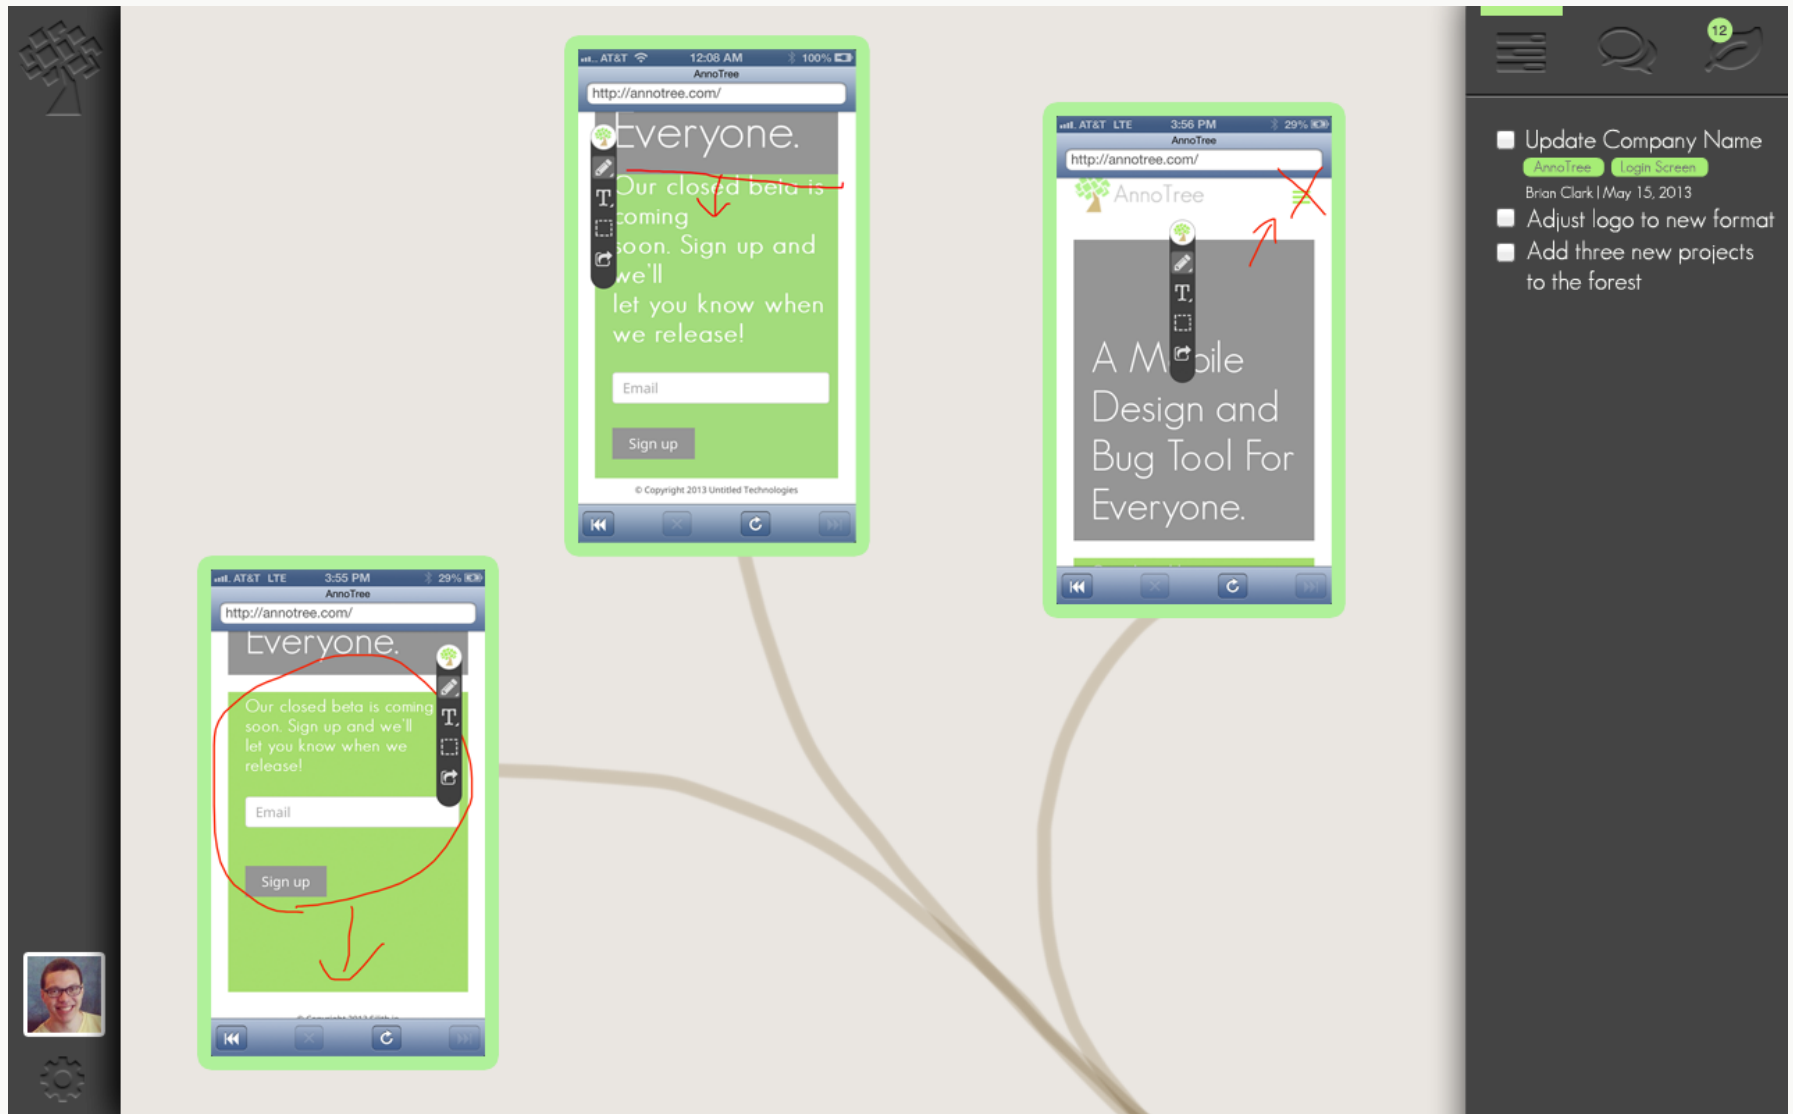 AT&T 12:08 AM 100%
AnnoTree
http://annotree.com/
Everyone.
Our closed beta is
coming
soon. Sign up and
we'll
let you know when
we release!
Email
Sign up
© Copyright 2013 Untitled Technologies
AT&T LTE 3:56 PM 29%
AnnoTree
http://annotree.com/
AnnoTree
A Mobile
Design and
Bug Tool For
Everyone.
AT&T LTE 3:55 PM 29%
AnnoTree
http://annotree.com/
Everyone.
Our closed beta is coming
soon. Sign up and we'll
let you know when we
release!
Email
Sign up
12
Update Company Name
AnnoTree Login Screen
Brian Clark | May 15, 2013
Adjust logo to new format
Add three new projects
to the forest